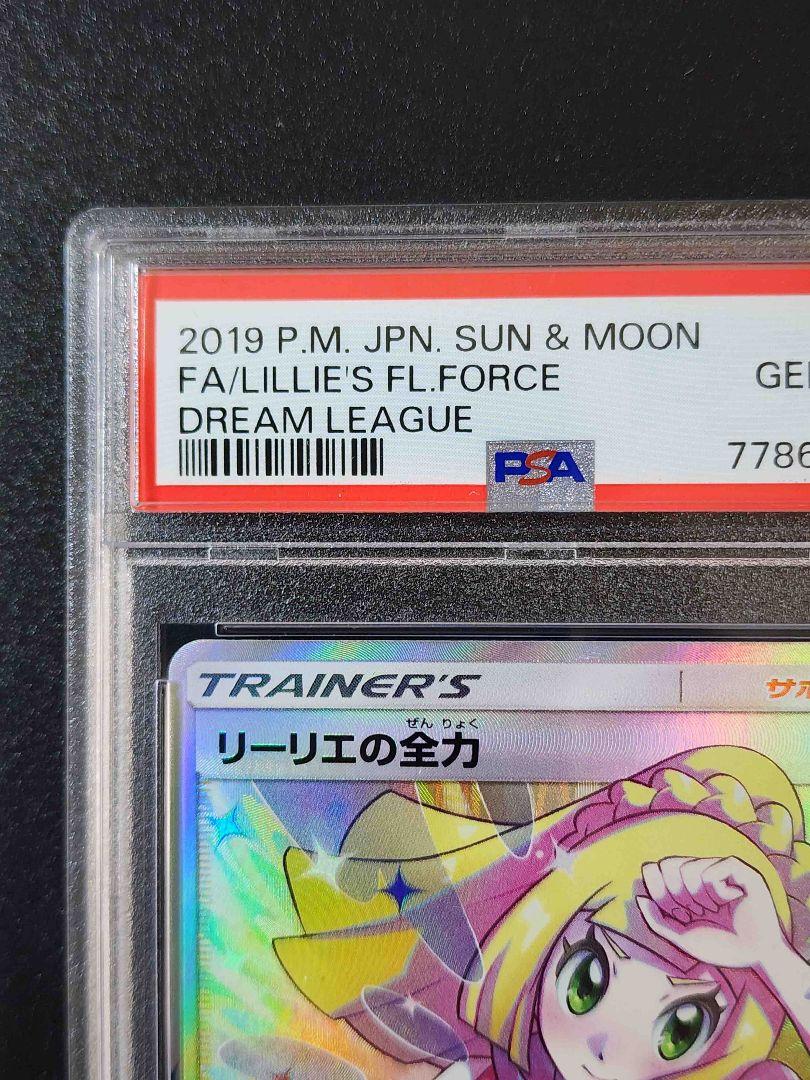 2019 P.M. JPN. SUN & MOON
FA/LILLIE'S FL.FORCE
DREAM LEAGUE
PSA
7786
TRAINER'S
ぜんりょく
リーリエの全力